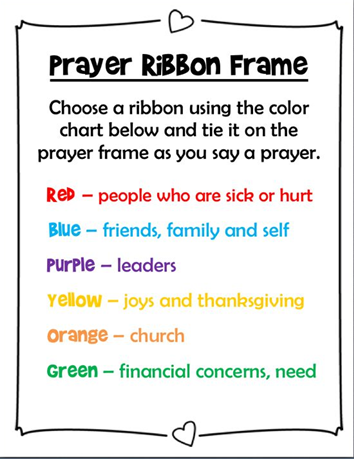 Prayer Ribbon Frame
Choose a ribbon using the color
chart below and tie it on the
prayer frame as you say a prayer.
Red – people who are sick or hurt
Blue – friends, family and self
Purple – leaders
Yellow – joys and thanksgiving
Orange – church
Green – financial concerns, need